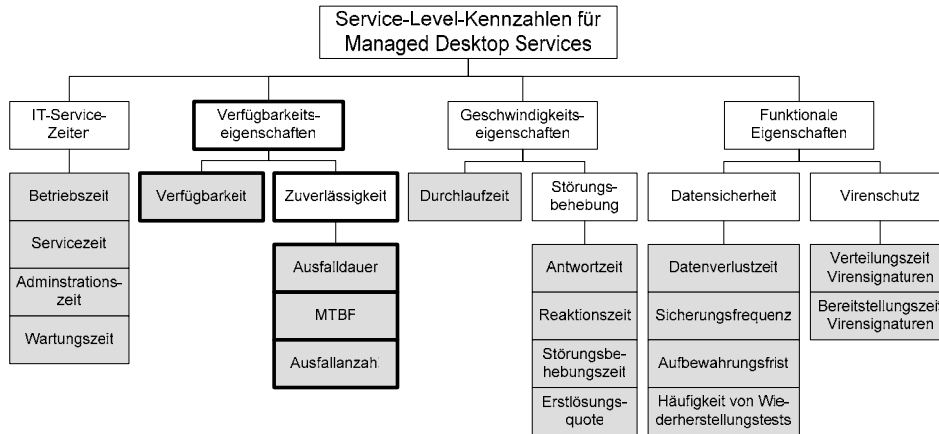 Service-Level-Kennzahlen für
Managed Desktop Services
IT-Service-
Zeiten
Verfügbarkeits-
eigenschaften
Geschwindigkeits-
eigenschaften
Funktionale
Eigenschaften
Betriebszeit
Servicezeit
Adminstrations-
zeit
Wartungszeit
Verfügbarkeit
Zuverlässigkeit
Ausfalldauer
MTBF
Ausfallanzahl
Durchlaufzeit
Störungs-
behebung
Antwortzeit
Reaktionszeit
Störungsbe-
hebungszeit
Erstlösungs-
quote
Datensicherheit
Datenverlustzeit
Sicherungsfrequenz
Aufbewahrungsfrist
Häufigkeit von Wie-
derherstellungstests
Virenschutz
Verteilungszeit
Virensignaturen
Bereitstellungszeit
Virensignaturen